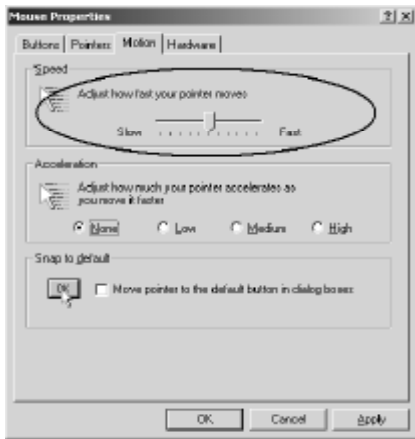 Mouse Properties
? X
Buttons Pointers Motion Hardware
Speed
Adjust how fast your pointer moves
Slow Fast
Acceleration
Adjust how much your pointer accelerates as
you move it faster
None Low Medium High
Snap to default
OK Move pointer to the default button in dialog boxes
OK Cancel Apply